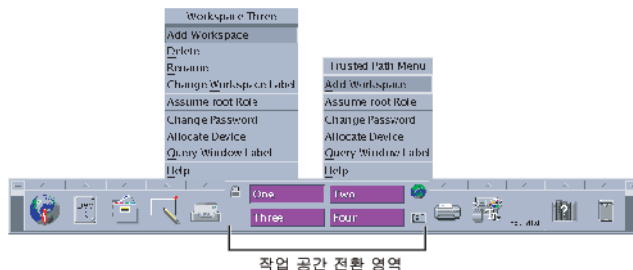 Workspace Three
Add Workspace
Delete
Rename
Change Workspace Label
Assume root Role
Change Password
Allocate Device
Query Window Label
Help
Trusted Path Menu
Add Workspace
Assume root Role
Change Password
Allocate Device
Query Window Label
Help
One
Two
Three
Four
작업 공간 전환 영역